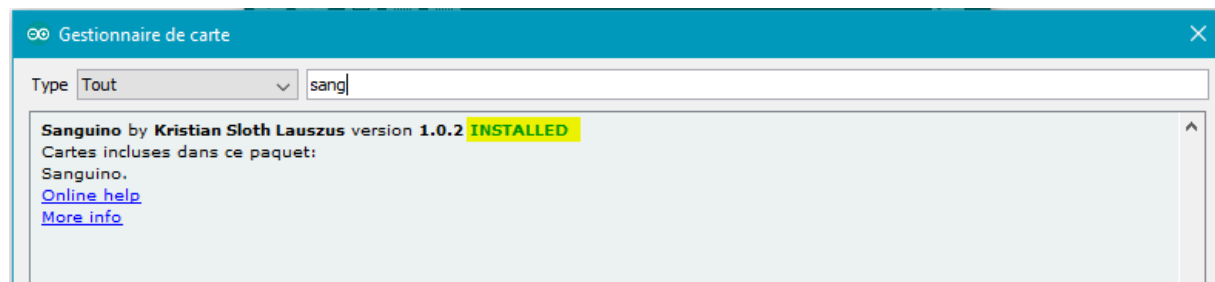 Gestionnaire de carte
Type Tout sang
Sanguino by Kristian Sloth Lauszus version 1.0.2 INSTALLED
Cartes incluses dans ce paquet:
Sanguino.
Online help
More info